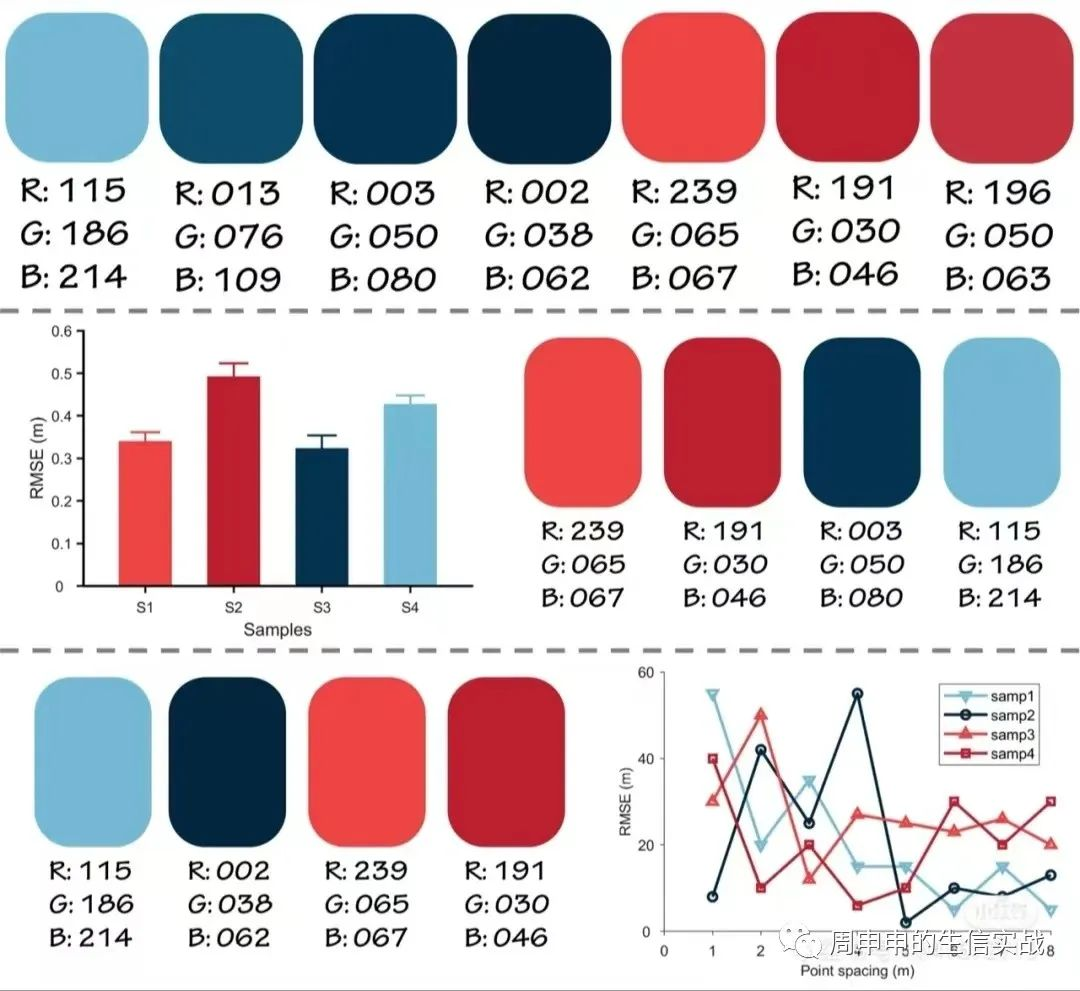 R: 115 R: 013 R: 003 R: 002 R: 239 R: 191 R: 196
G: 186 G: 076 G: 050 G: 038 G: 065 G: 030 G: 050
B: 214 B: 109 B: 080 B: 062 B: 067 B: 046 B: 063
0.6
0.5
0.4
0.3
0.2
0.1
0
RMSE (m)
S1 S2 S3 S4
Samples
R: 239 R: 191 R: 003 R: 115
G: 065 G: 030 G: 050 G: 186
B: 067 B: 046 B: 080 B: 214
R: 115 R: 002 R: 239 R: 191
G: 186 G: 038 G: 065 G: 030
B: 214 B: 062 B: 067 B: 046
60
40
20
0
RMSE (m)
samp1
samp2
samp3
samp4
0 1 2 8
Point spacing (m)
周申申的生信实战